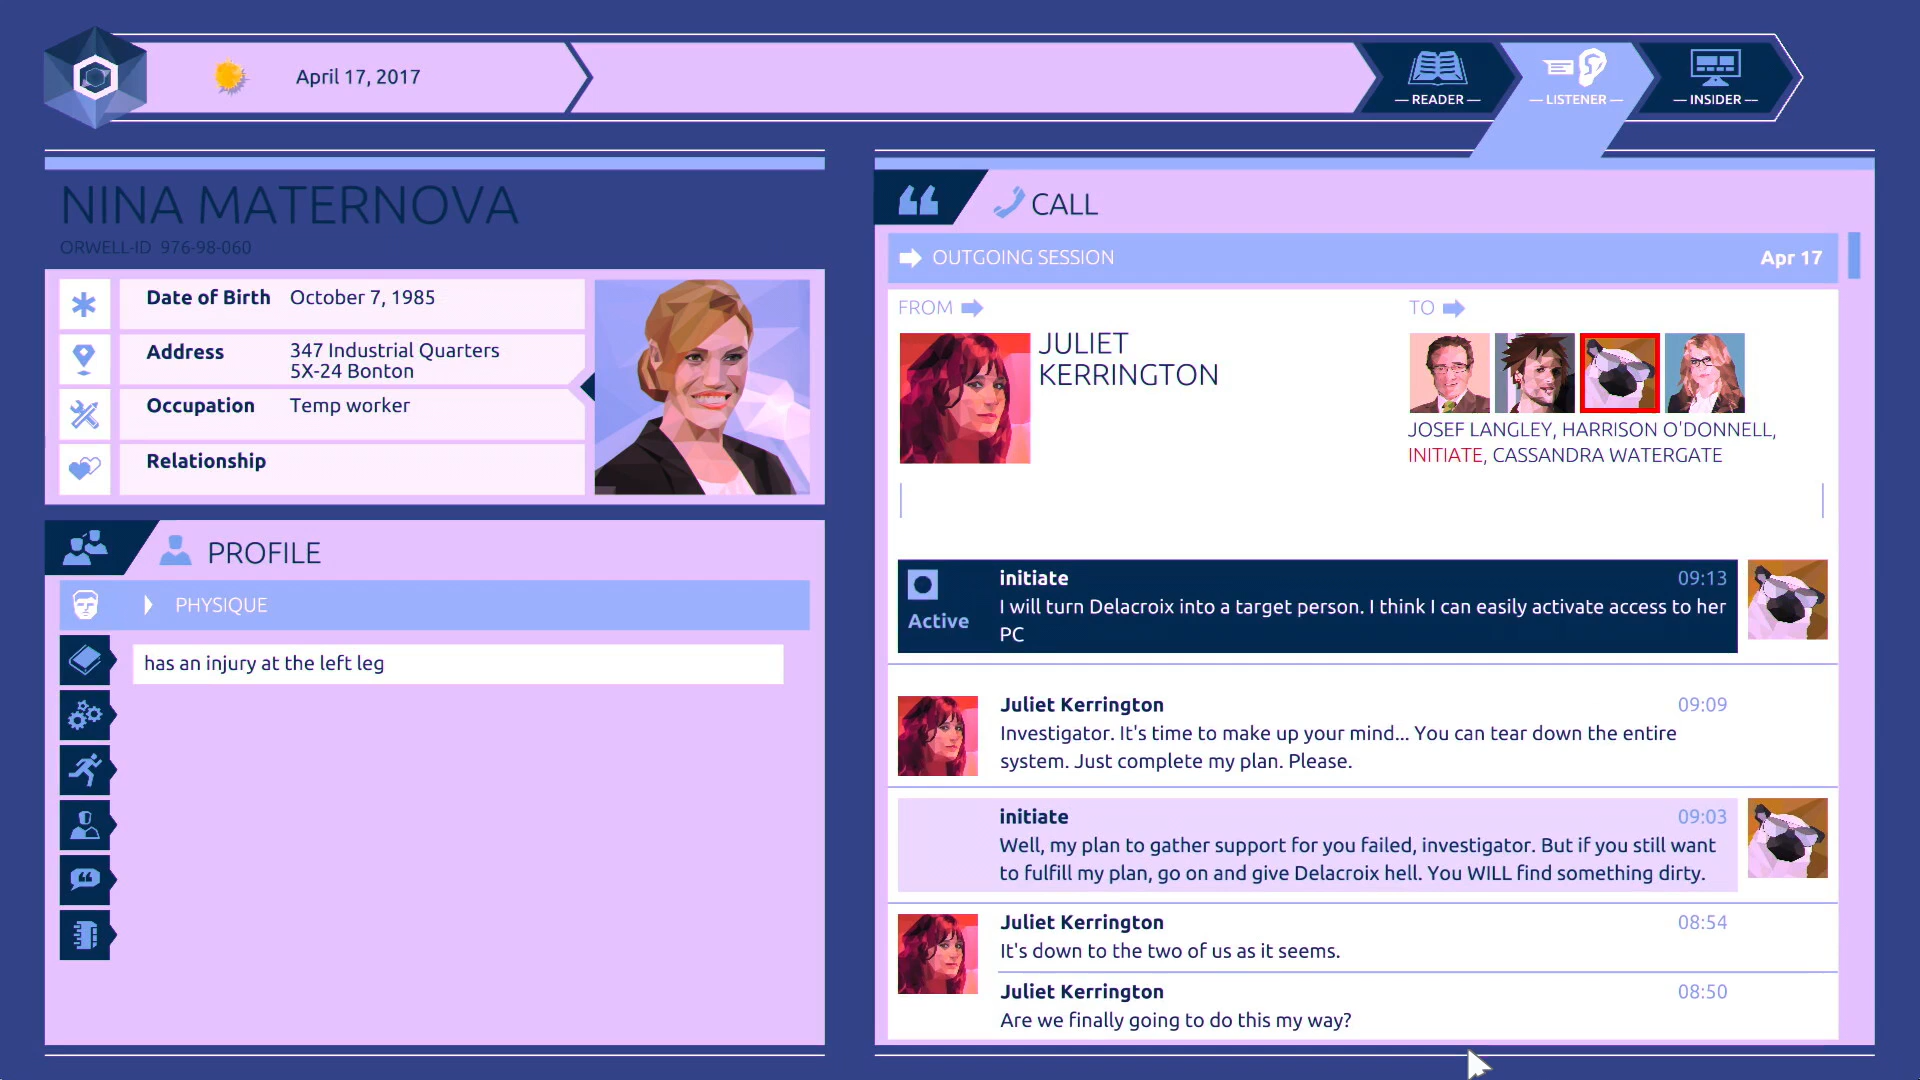 April 17, 2017
— READER —
— LISTENER —
— INSIDER —
NINA MATERNOVA
ORWELL-ID 976-98-060
Date of Birth October 7, 1985
Address 347 Industrial Quarters
5X-24 Bonton
Occupation Temp worker
Relationship
PROFILE
PHYSIQUE
has an injury at the left leg
CALL
OUTGOING SESSION Apr 17
FROM
JULIET
KERRINGTON
TO
JOSEF LANGLEY, HARRISON O'DONNELL,
INITIATE, CASSANDRA WATERGATE
initiate 09:13
I will turn Delacroix into a target person. I think I can easily activate access to her
PC
Active
Juliet Kerrington 09:09
Investigator. It's time to make up your mind... You can tear down the entire
system. Just complete my plan. Please.
initiate 09:03
Well, my plan to gather support for you failed, investigator. But if you still want
to fulfill my plan, go on and give Delacroix hell. You WILL find something dirty.
Juliet Kerrington 08:54
It's down to the two of us as it seems.
Juliet Kerrington 08:50
Are we finally going to do this my way?